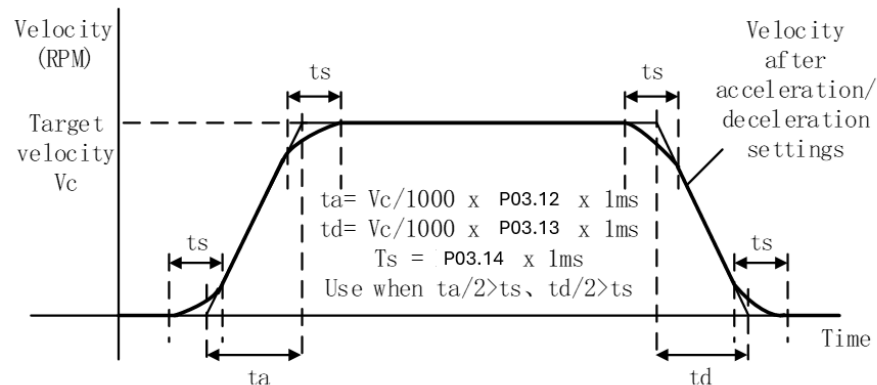 Velocity
(RPM)
Target
velocity
Vc
ts
ts
Velocity
after
acceleration/
deceleration
settings
ta= Vc/1000 x P03.12 x 1ms
td= Vc/1000 x P03.13 x 1ms
Ts = P03.14 x 1ms
Use when ta/2>ts、td/2>ts
ts
ts
Time
ta
td